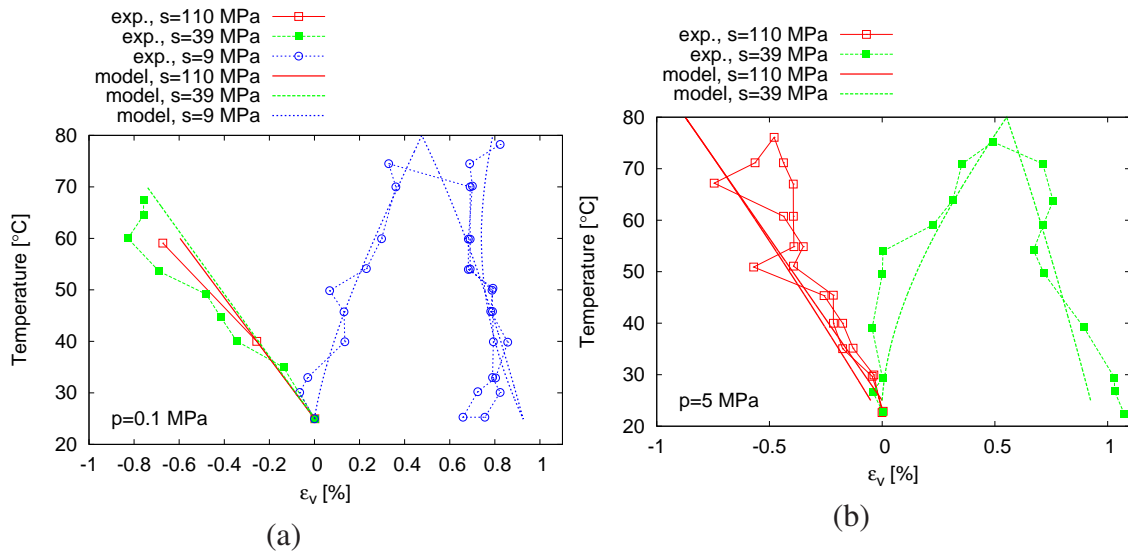 exp., s=110 MPa
exp., s=39 MPa
exp., s=9 MPa
model, s=110 MPa
model, s=39 MPa
model, s=9 MPa
80
70
60
50
40
30
20
Temperature [°C]
p=0.1 MPa
-1 -0.8 -0.6 -0.4 -0.2 0 0.2 0.4 0.6 0.8 1
εv [%]
(a)
exp., s=110 MPa
exp., s=39 MPa
model, s=110 MPa
model, s=39 MPa
80
70
60
50
40
30
20
Temperature [°C]
p=5 MPa
-1 -0.5 0 0.5 1
εv [%]
(b)